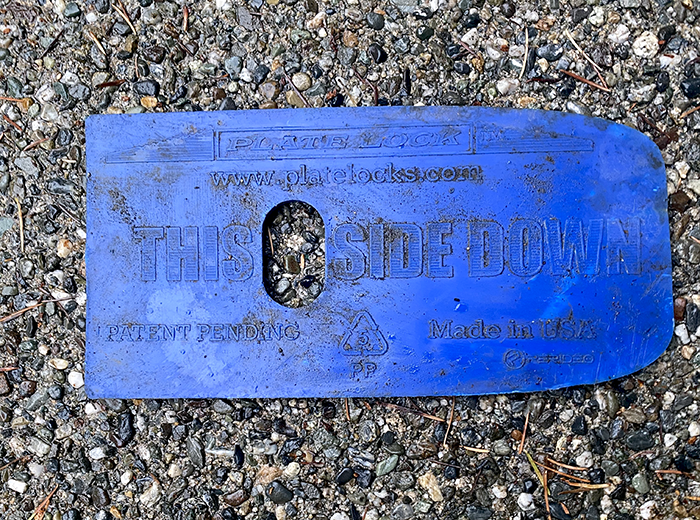 PLATE LOCK
www.platelocks.com
THIS SIDE DOWN
PATENT PENDING
Made in USA
PP